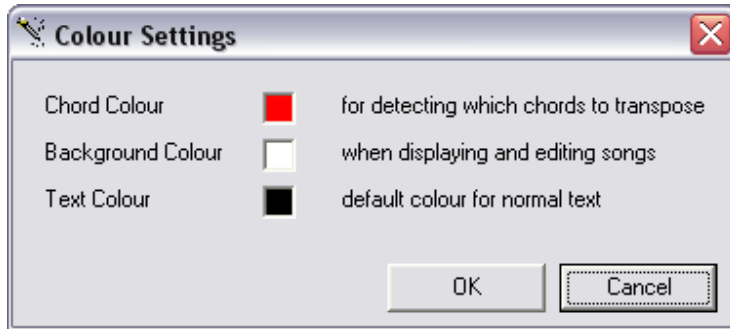 Colour Settings
Chord Colour for detecting which chords to transpose
Background Colour when displaying and editing songs
Text Colour default colour for normal text
OK Cancel